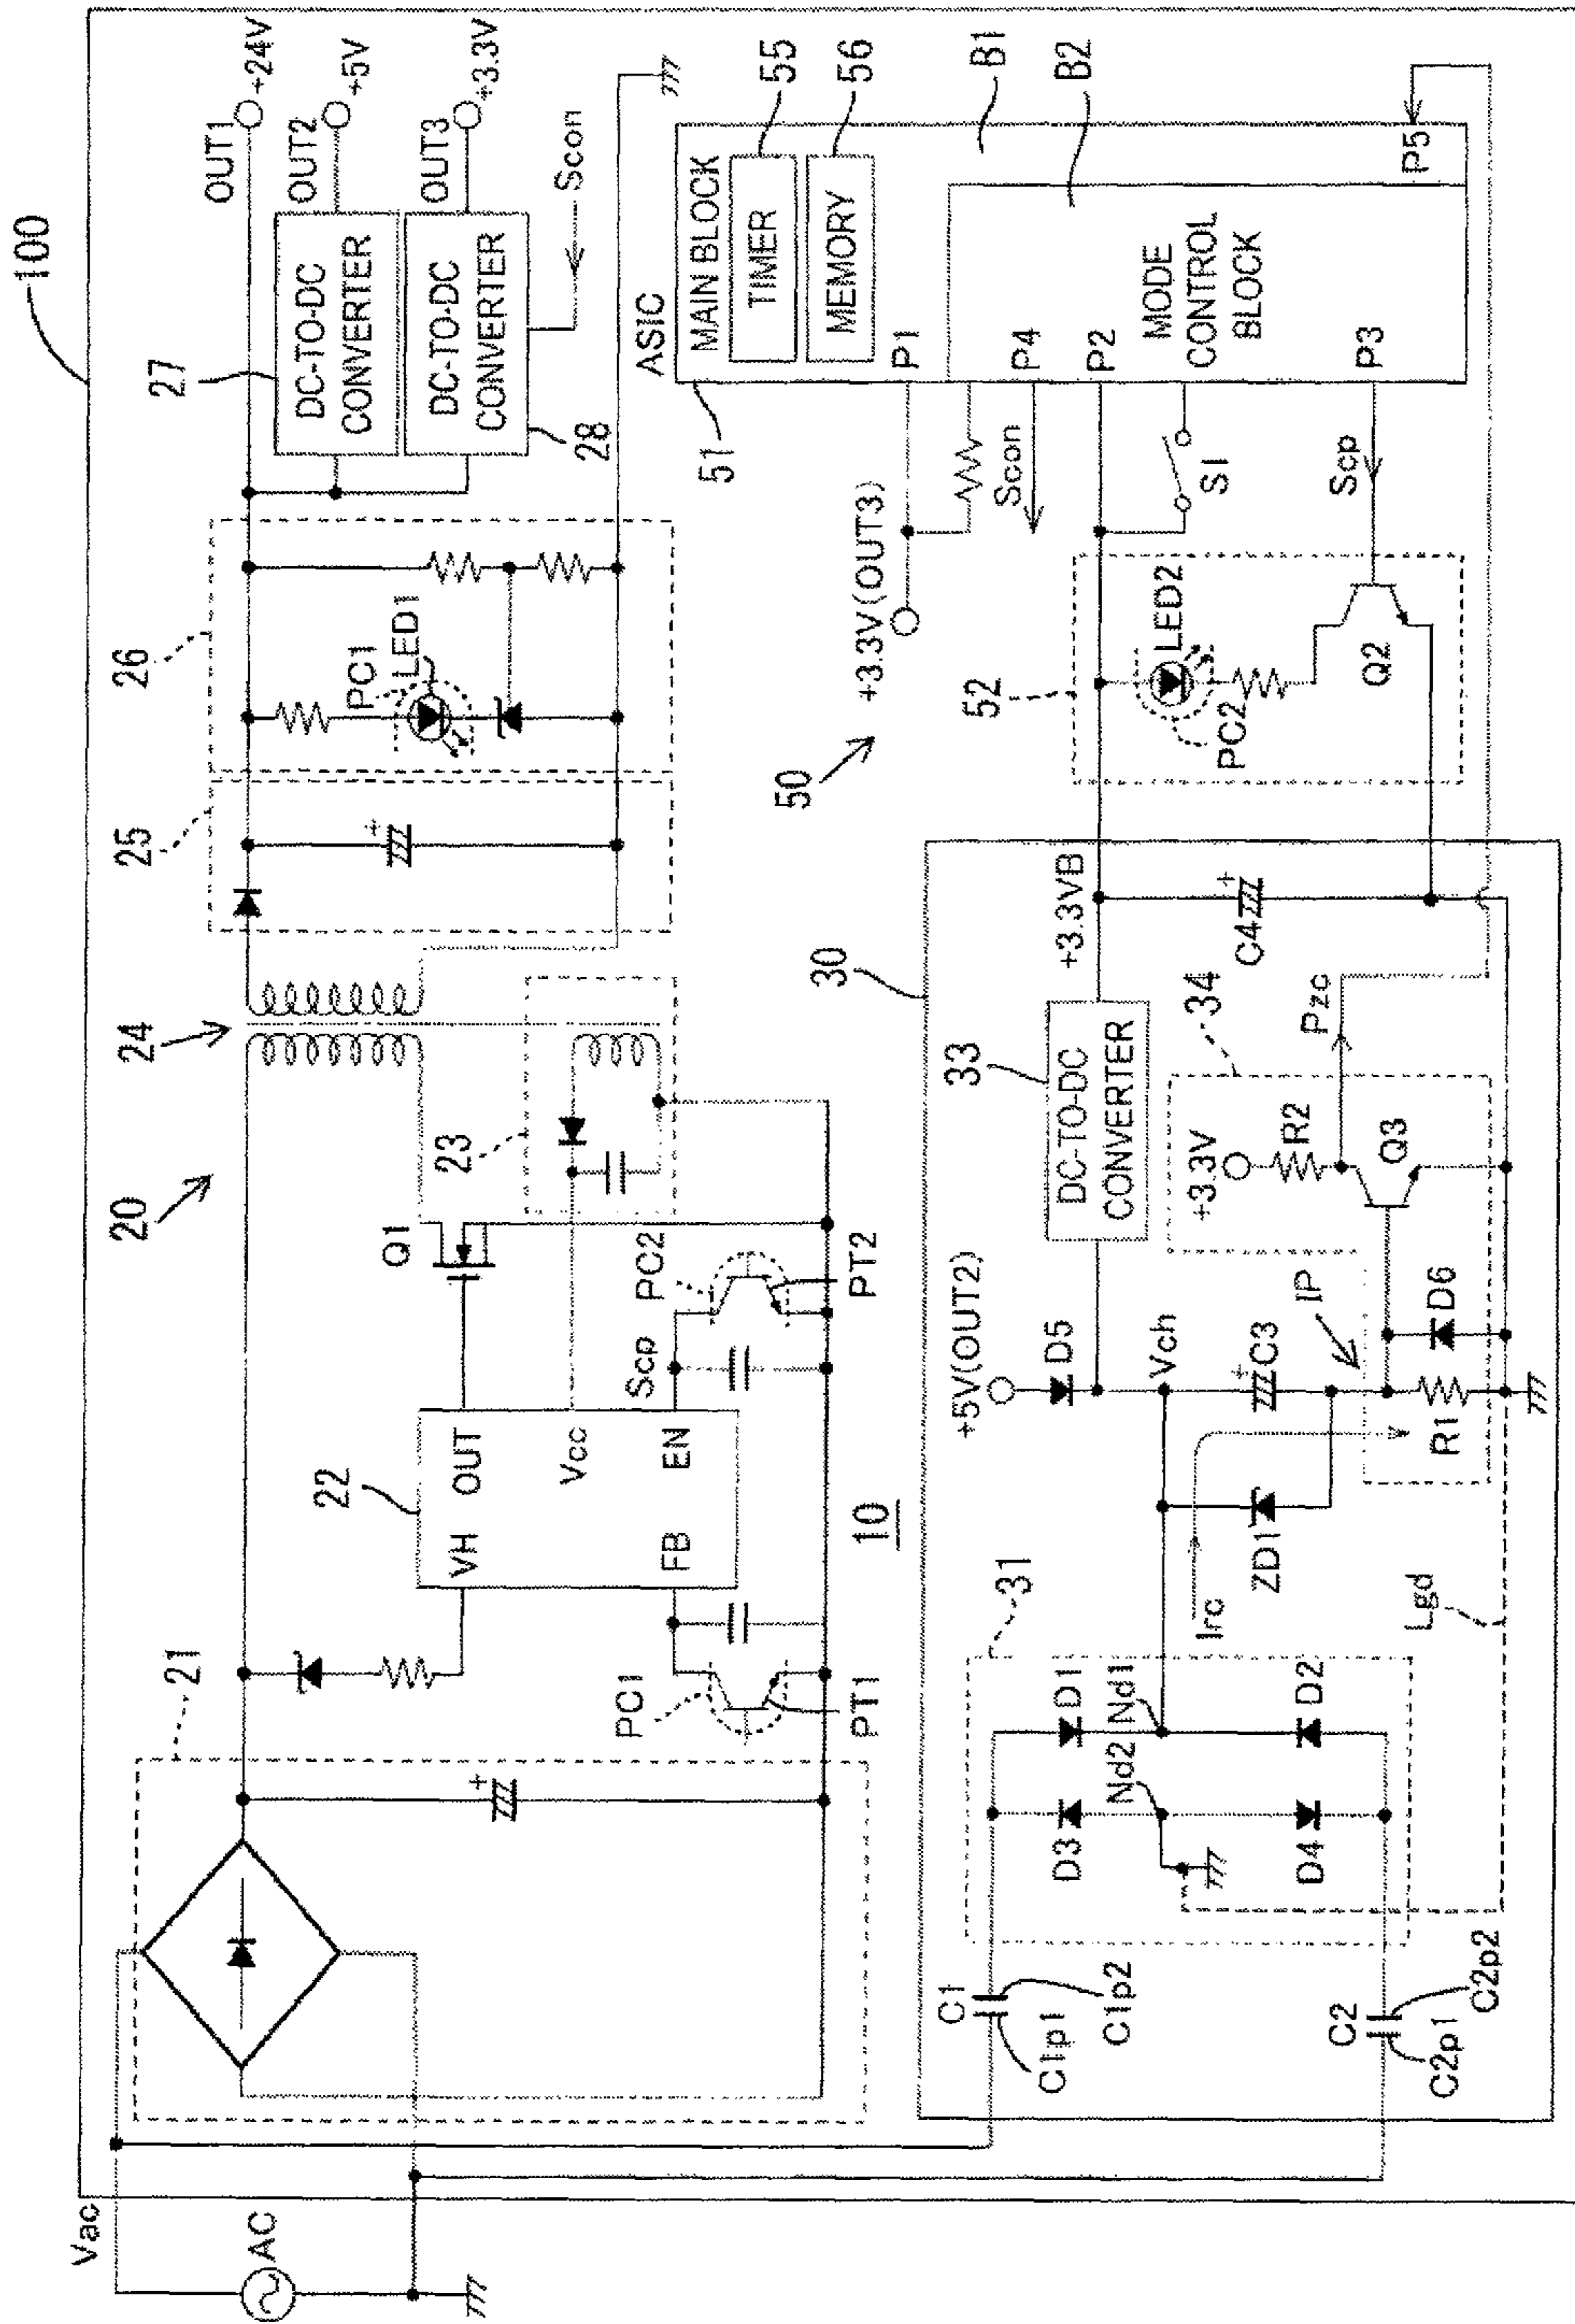 100
Vac
AC
21
VH
OUT
22
Vcc
FB
EN
PC1
PT1
Scp
PC2
PT2
Q1
20
23
24
25
26
PC1
LED1
27
DC-TO-DC
CONVERTER
DC-TO-DC
CONVERTER
28
OUT1
+24V
OUT2
+5V
OUT3
+3.3V
Scon
10
50
ASIC
51
MAIN BLOCK
TIMER
MEMORY
55
56
B1
B2
P1
P4
P2
P3
P5
MODE
CONTROL
BLOCK
+3.3V(OUT3)
Scon
S1
Scp
52
LED2
PC2
Q2
30
+3.3VB
C4
33
DC-TO-DC
CONVERTER
34
Pzc
+3.3V
R2
Q3
+5V(OUT2)
D5
Vch
C3
IP
D6
R1
ZD1
Irc
Lgd
31
D1
Nd1
D2
Nd2
D3
D4
C1
C1p1
C1p2
C2
C2p1
C2p2